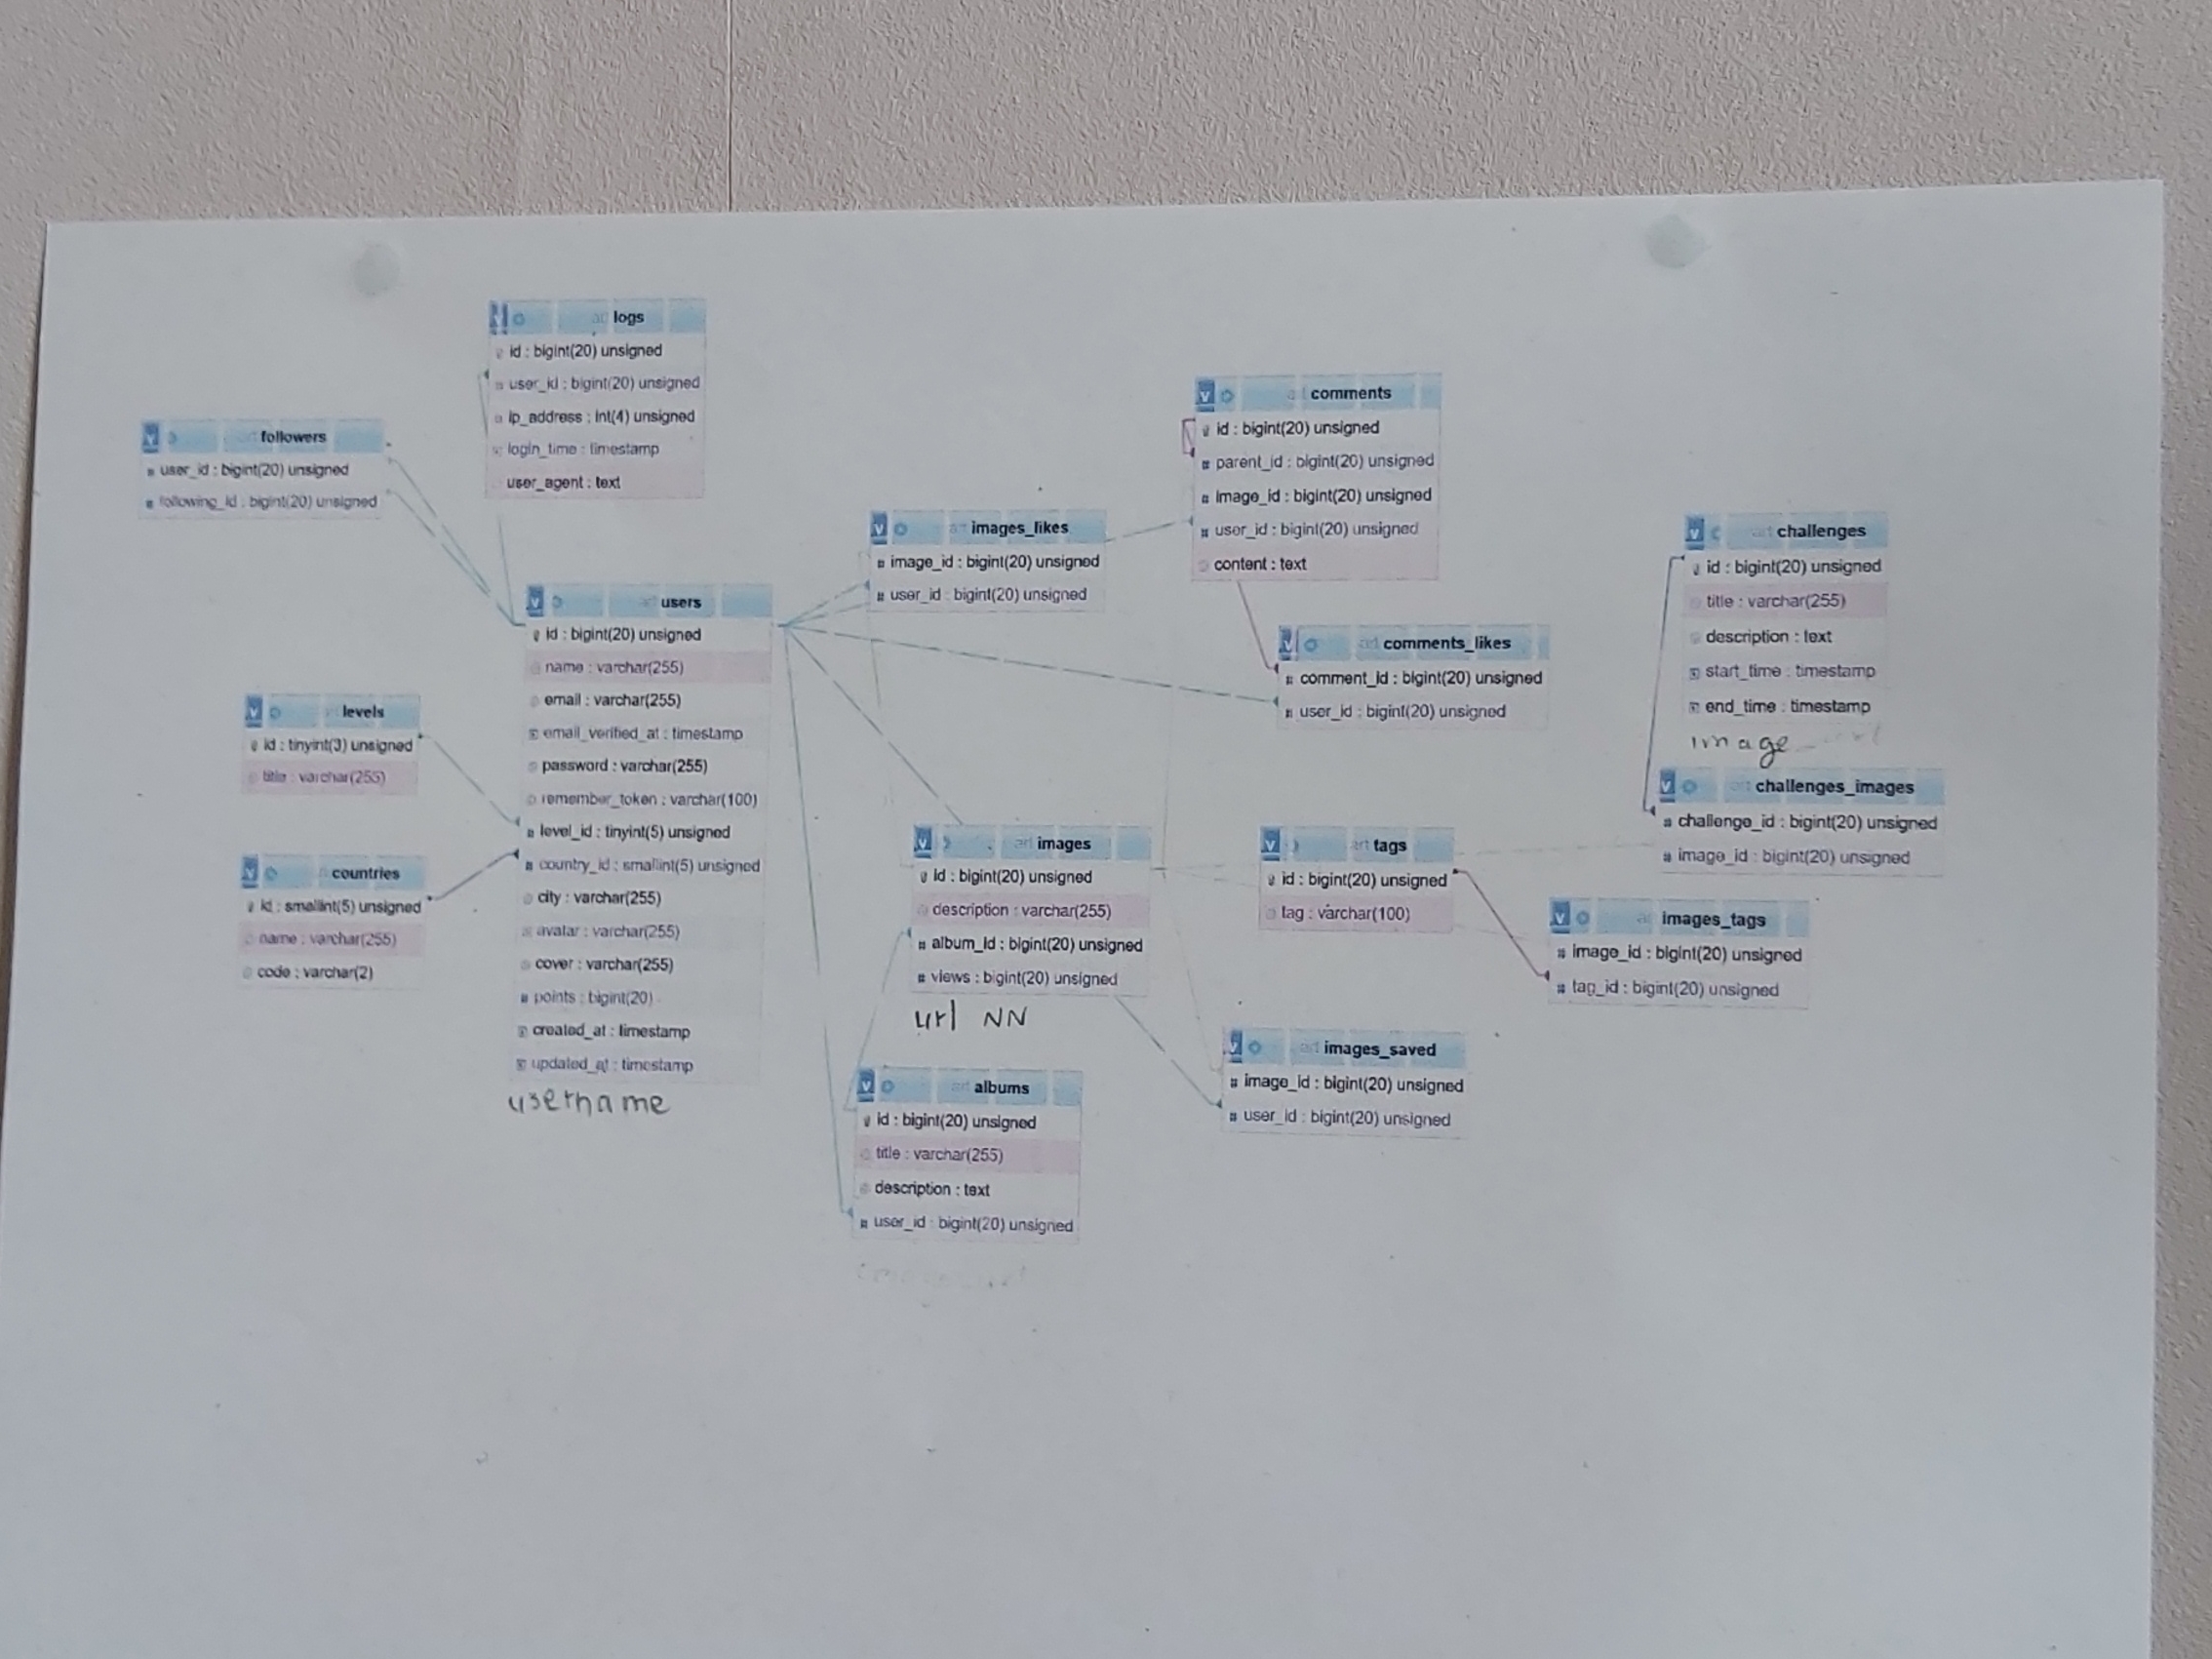 logs
id : bigint(20) unsigned
user_id : bigint(20) unsigned
ip_address : int(4) unsigned
login_time : timestamp
user_agent : text
followers
user_id : bigint(20) unsigned
following_id : bigint(20) unsigned
users
id : bigint(20) unsigned
name : varchar(255)
email : varchar(255)
email_verified_at : timestamp
password : varchar(255)
remember_token : varchar(100)
level_id : tinyint(5) unsigned
country_id : smallint(5) unsigned
city : varchar(255)
avatar : varchar(255)
cover : varchar(255)
points : bigint(20)
created_at : timestamp
updated_at : timestamp
username
levels
id : tinyint(3) unsigned
title : varchar(255)
countries
id : smallint(5) unsigned
name : varchar(255)
code : varchar(2)
images_likes
image_id : bigint(20) unsigned
user_id : bigint(20) unsigned
comments
id : bigint(20) unsigned
parent_id : bigint(20) unsigned
image_id : bigint(20) unsigned
user_id : bigint(20) unsigned
content : text
comments_likes
comment_id : bigint(20) unsigned
user_id : bigint(20) unsigned
challenges
id : bigint(20) unsigned
title : varchar(255)
description : text
start_time : timestamp
end_time : timestamp
image
challenges_images
challenge_id : bigint(20) unsigned
image_id : bigint(20) unsigned
images
id : bigint(20) unsigned
description : varchar(255)
album_id : bigint(20) unsigned
views : bigint(20) unsigned
url NN
tags
id : bigint(20) unsigned
tag : varchar(100)
images_tags
image_id : bigint(20) unsigned
tag_id : bigint(20) unsigned
images_saved
image_id : bigint(20) unsigned
user_id : bigint(20) unsigned
albums
id : bigint(20) unsigned
title : varchar(255)
description : text
user_id : bigint(20) unsigned